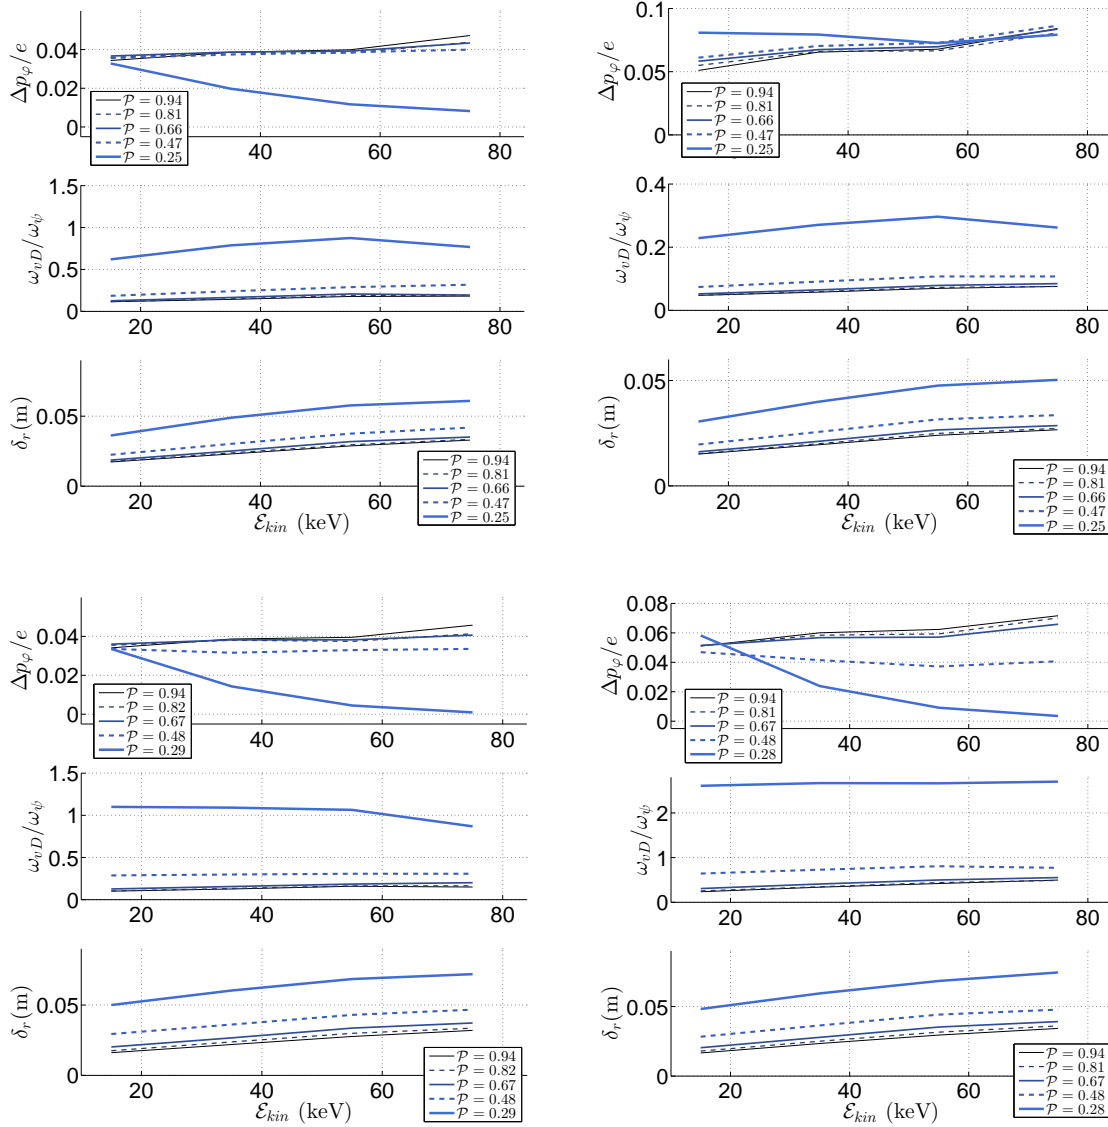 Δp_φ/e
0.04
0.02
0
40
60
80
𝒫 = 0.94
𝒫 = 0.81
𝒫 = 0.66
𝒫 = 0.47
𝒫 = 0.25
ω_vD/ω_ψ
1.5
1
0.5
0
20
40
60
80
δ_r(m)
0.05
0
20
40
60
80
𝒫 = 0.94
𝒫 = 0.81
𝒫 = 0.66
𝒫 = 0.47
𝒫 = 0.25
ℰ_kin (keV)
Δp_φ/e
0.1
0.05
0
40
60
80
𝒫 = 0.94
𝒫 = 0.81
𝒫 = 0.66
𝒫 = 0.47
𝒫 = 0.25
ω_vD/ω_ψ
0.4
0.2
0
20
40
60
80
δ_r(m)
0.05
0
20
40
60
𝒫 = 0.94
𝒫 = 0.81
𝒫 = 0.66
𝒫 = 0.47
𝒫 = 0.25
ℰ_kin (keV)
Δp_φ/e
0.04
0.02
0
40
60
80
𝒫 = 0.94
𝒫 = 0.82
𝒫 = 0.67
𝒫 = 0.48
𝒫 = 0.29
ω_vD/ω_ψ
1.5
1
0.5
0
20
40
60
80
δ_r(m)
0.05
0
20
40
60
80
𝒫 = 0.94
𝒫 = 0.82
𝒫 = 0.67
𝒫 = 0.48
𝒫 = 0.29
ℰ_kin (keV)
Δp_φ/e
0.08
0.06
0.04
0.02
0
40
60
80
𝒫 = 0.94
𝒫 = 0.81
𝒫 = 0.67
𝒫 = 0.48
𝒫 = 0.28
ω_vD/ω_ψ
2
1
0
20
40
60
80
δ_r(m)
0.05
0
20
40
60
𝒫 = 0.94
𝒫 = 0.81
𝒫 = 0.67
𝒫 = 0.48
𝒫 = 0.28
ℰ_kin (keV)